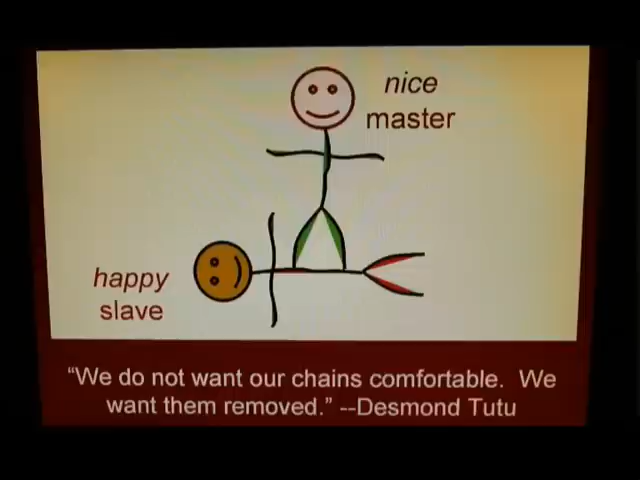 nice
master
happy
slave
“We do not want our chains comfortable.  We
want them removed.” --Desmond Tutu